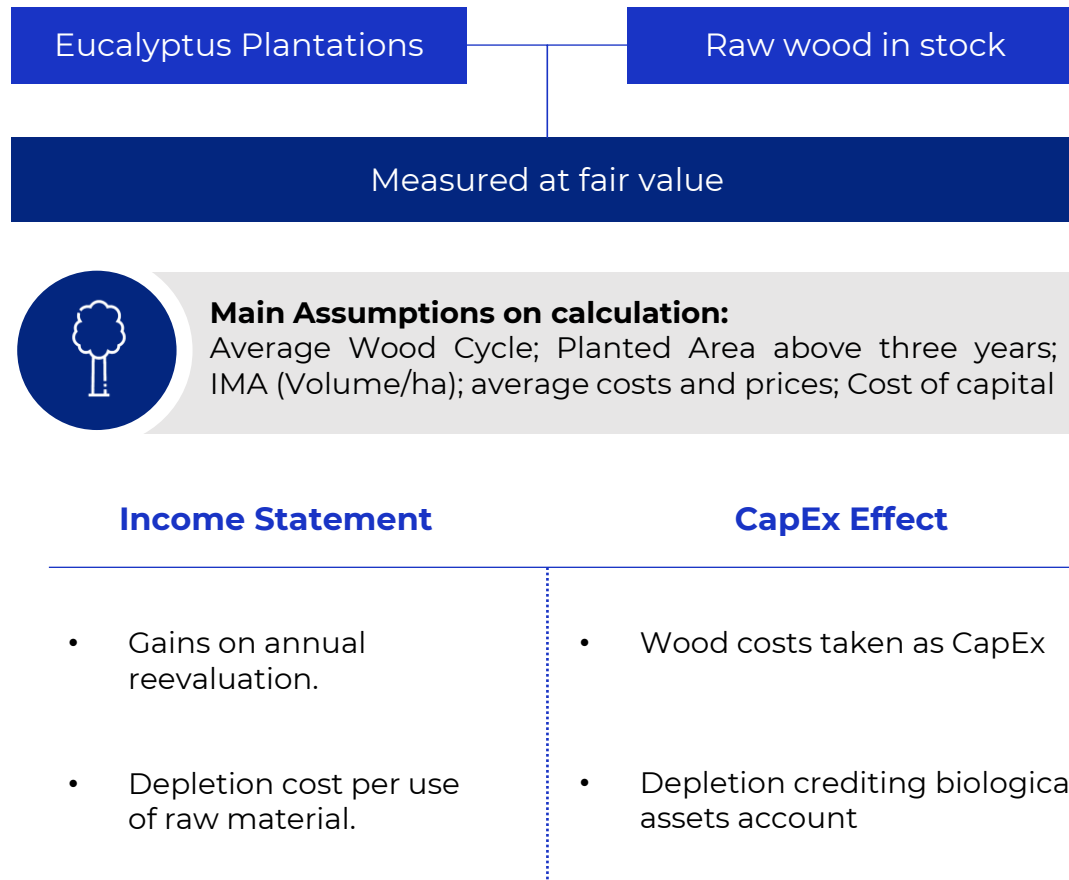 Eucalyptus Plantations
Raw wood in stock
Measured at fair value
Main Assumptions on calculation:
Average Wood Cycle; Planted Area above three years;
IMA (Volume/ha); average costs and prices; Cost of capital
Income Statement
• Gains on annual
reevaluation.
• Depletion cost per use
of raw material.
CapEx Effect
• Wood costs taken as CapEx
• Depletion crediting biologica
assets account